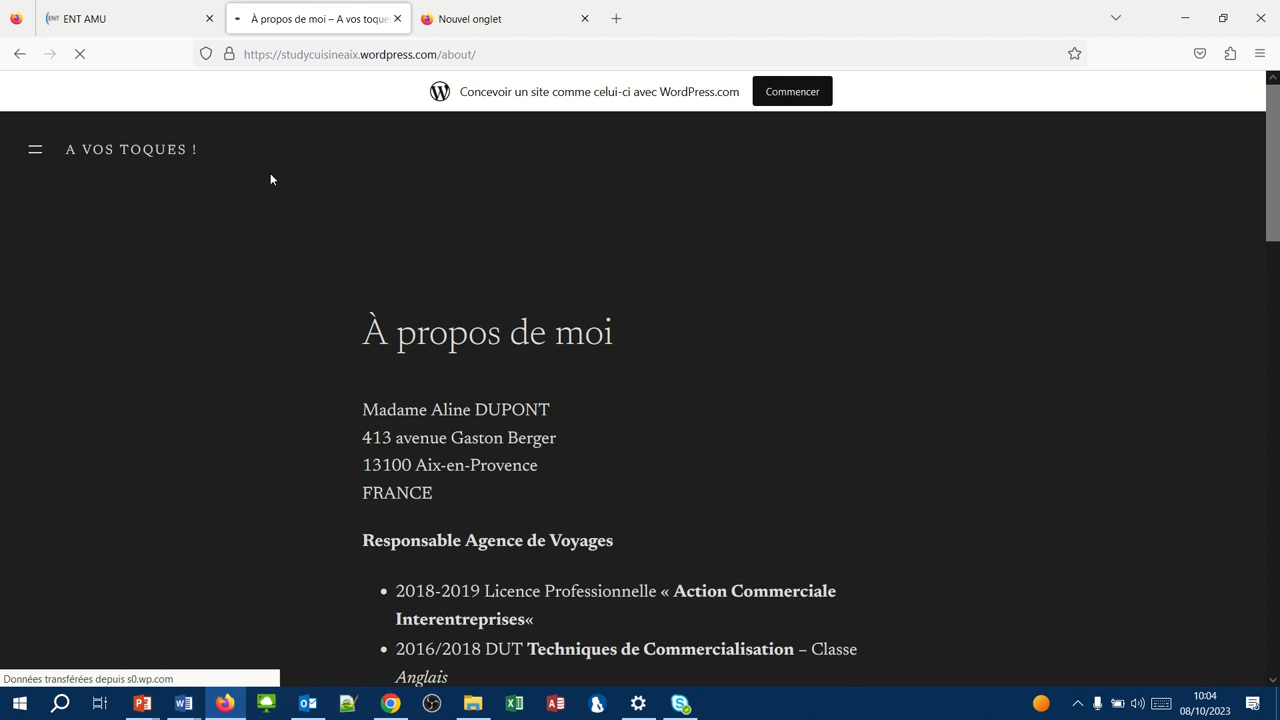 ENT
ENT AMU
À propos de moi – A vos toque
Nouvel onglet
https://studycuisineaix.wordpress.com/about/
Concevoir un site comme celui-ci avec WordPress.com
Commencer
A VOS TOQUES !
À propos de moi
Madame Aline DUPONT
413 avenue Gaston Berger
13100 Aix-en-Provence
FRANCE
Responsable Agence de Voyages
• 2018-2019 Licence Professionnelle « Action Commerciale
Interentreprises«
• 2016/2018 DUT Techniques de Commercialisation – Classe
Anglais
Données transférées depuis s0.wp.com
10:04
08/10/2023